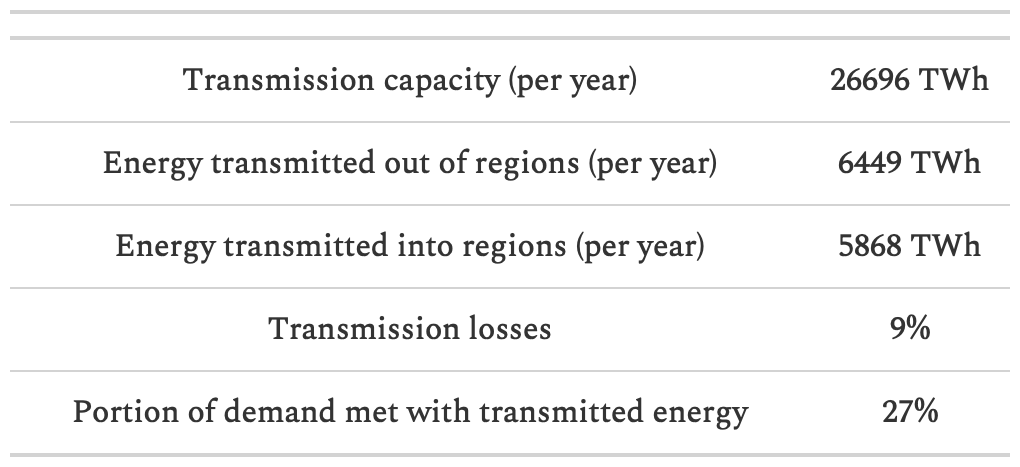 Transmission capacity (per year) 26696 TWh
Energy transmitted out of regions (per year) 6449 TWh
Energy transmitted into regions (per year) 5868 TWh
Transmission losses 9%
Portion of demand met with transmitted energy 27%